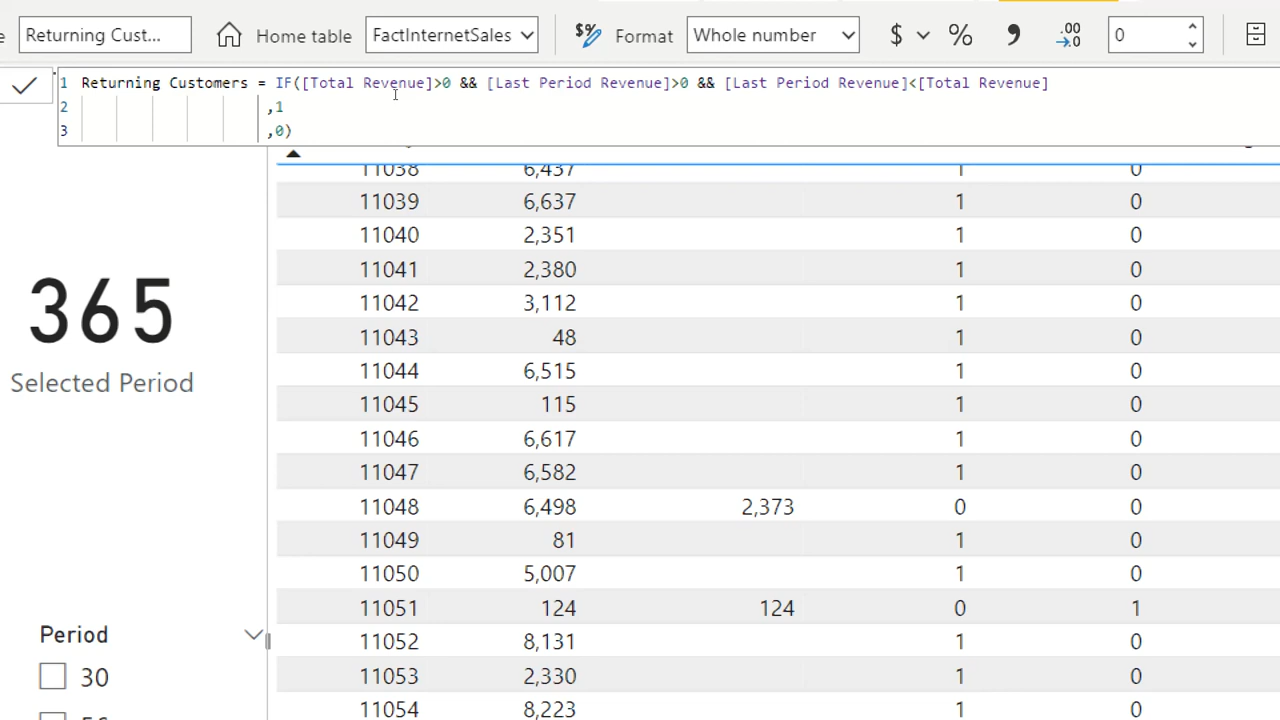 Returning Cust... Home table FactInternetSales Format Whole number $ % 0
1 Returning Customers = IF([Total Revenue]>0 && [Last Period Revenue]>0 && [Last Period Revenue]<[Total Revenue]
2 ,1
3 ,0)
11038 6,437 1 0
11039 6,637 1 0
11040 2,351 1 0
11041 2,380 1 0
11042 3,112 1 0
11043 48 1 0
11044 6,515 1 0
11045 115 1 0
11046 6,617 1 0
11047 6,582 1 0
11048 6,498 2,373 0 0
11049 81 1 0
11050 5,007 1 0
11051 124 124 0 1
11052 8,131 1 0
11053 2,330 1 0
11054 8,223 1 0
365
Selected Period
Period
30